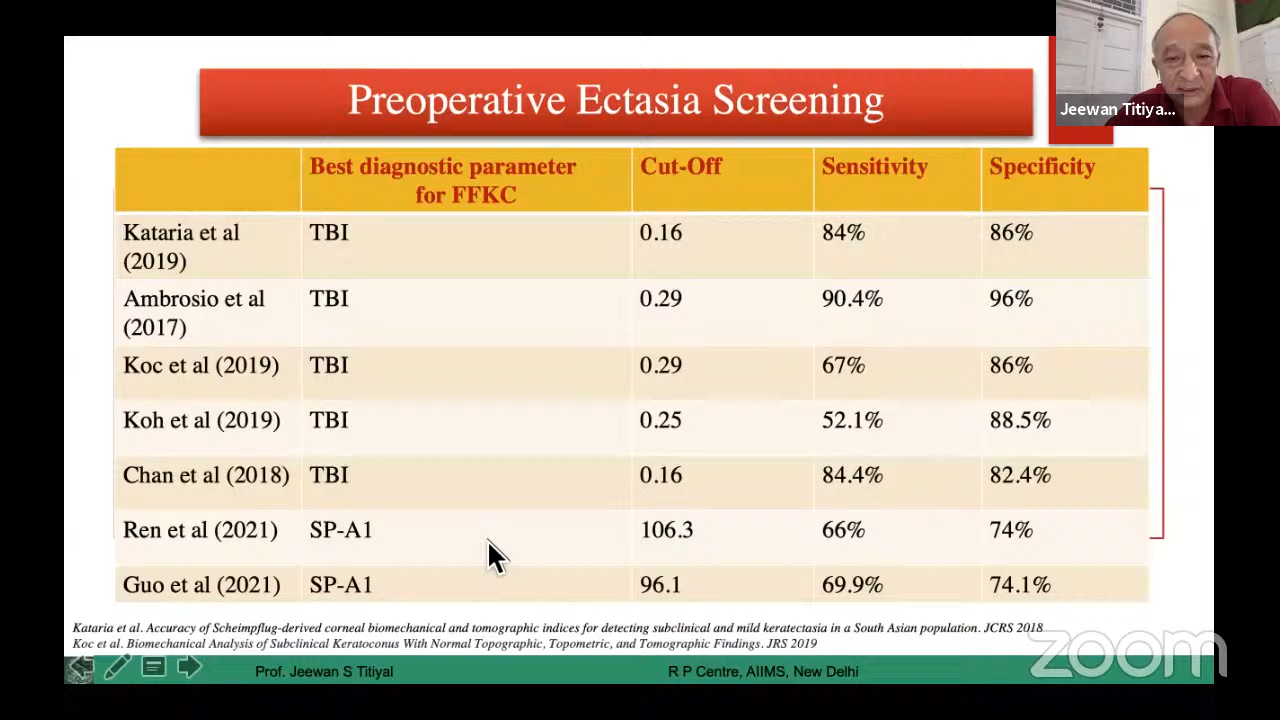 Preoperative Ectasia Screening
Jeewan Titiya...
Best diagnostic parameter for FFKC Cut-Off Sensitivity Specificity
Kataria et al (2019) TBI 0.16 84% 86%
Ambrosio et al (2017) TBI 0.29 90.4% 96%
Koc et al (2019) TBI 0.29 67% 86%
Koh et al (2019) TBI 0.25 52.1% 88.5%
Chan et al (2018) TBI 0.16 84.4% 82.4%
Ren et al (2021) SP-A1 106.3 66% 74%
Guo et al (2021) SP-A1 96.1 69.9% 74.1%
Kataria et al. Accuracy of Scheimpflug-derived corneal biomechanical and tomographic indices for detecting subclinical and mild keratectasia in a South Asian population. JCRS 2018
Koc et al. Biomechanical Analysis of Subclinical Keratoconus With Normal Topographic, Topometric, and Tomographic Findings. JRS 2019
zoom
Prof. Jeewan S Titiyal R P Centre, AIIMS, New Delhi